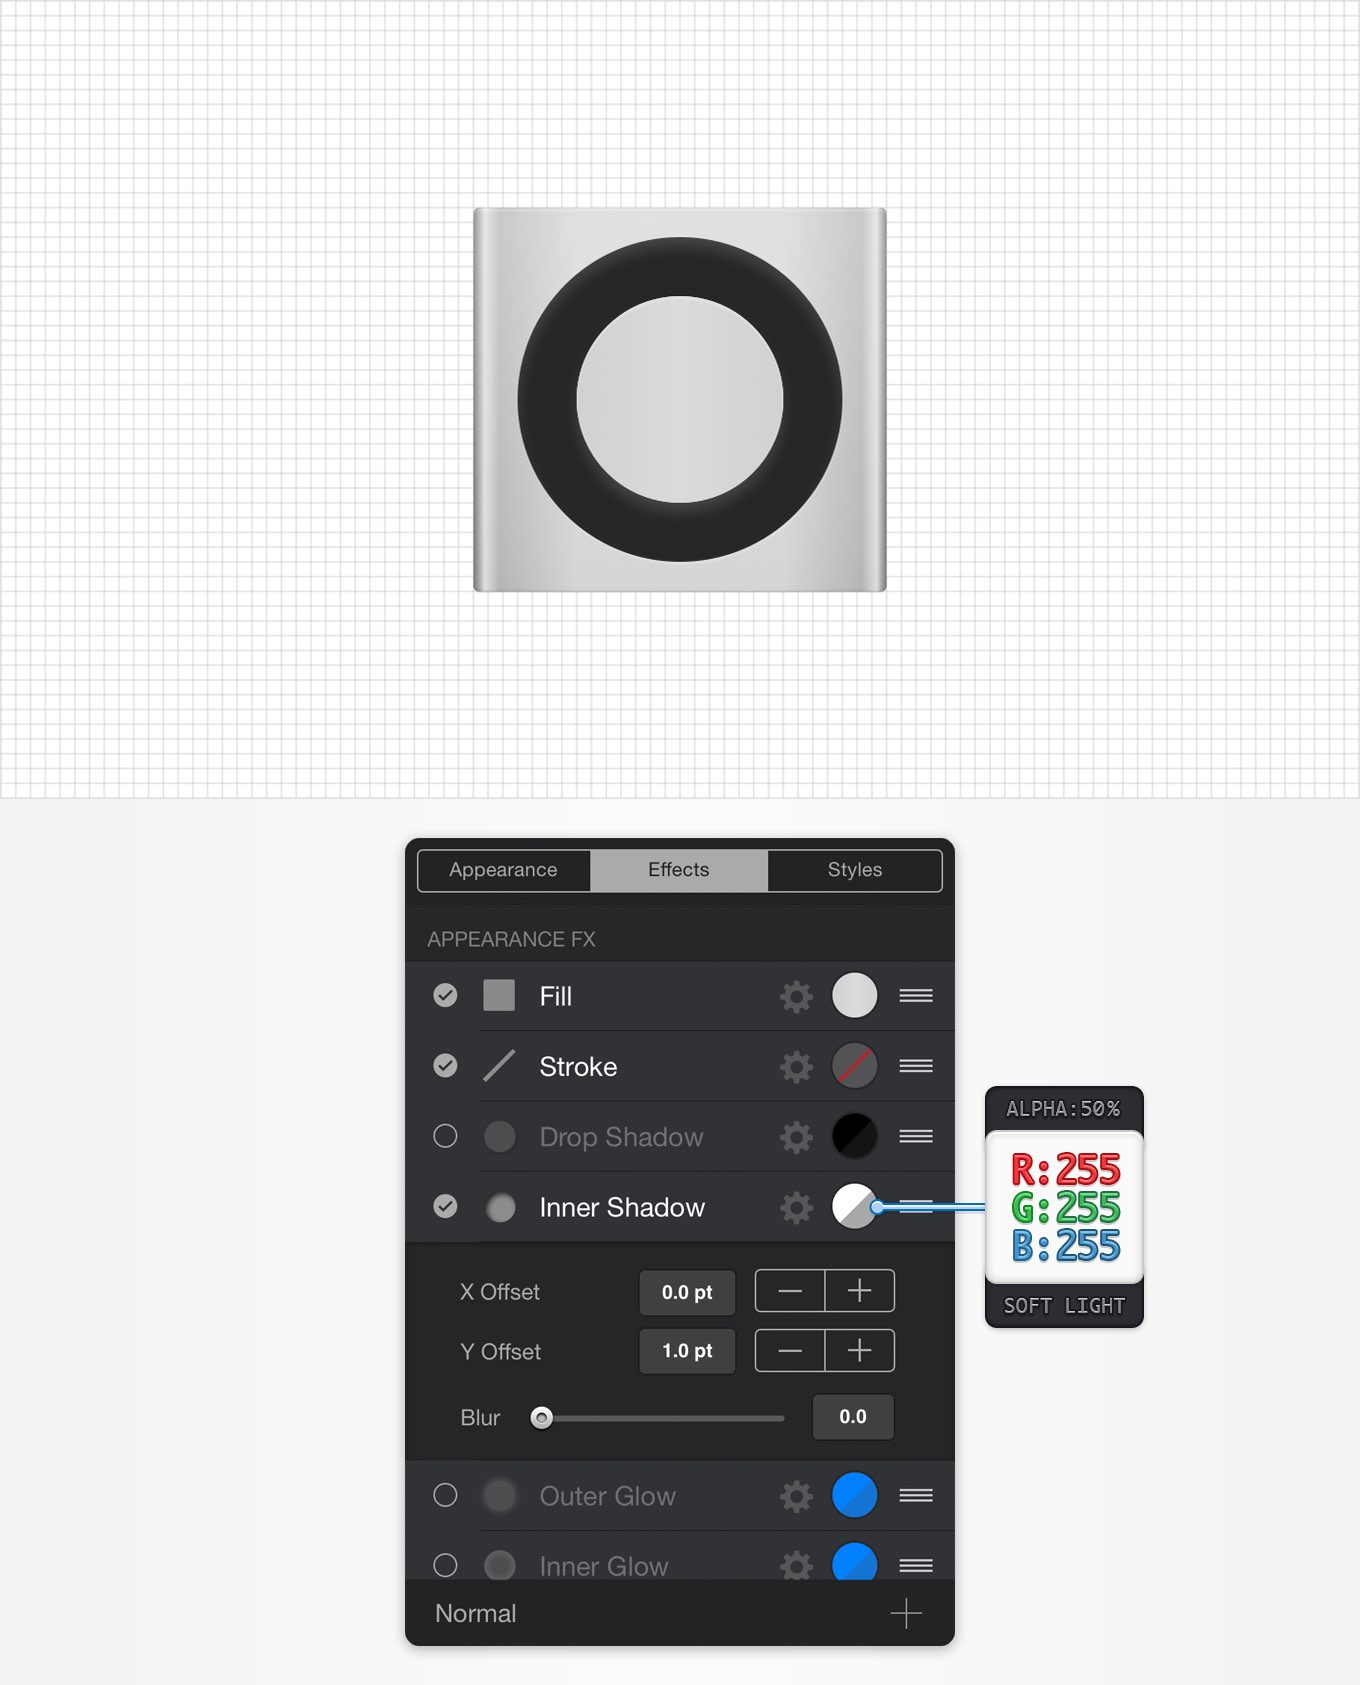 Appearance Effects Styles
APPEARANCE FX
Fill
Stroke
Drop Shadow
Inner Shadow
X Offset 0.0 pt
Y Offset 1.0 pt
Blur 0.0
Outer Glow
Inner Glow
Normal
ALPHA:50%
R:255
G:255
B:255
SOFT LIGHT